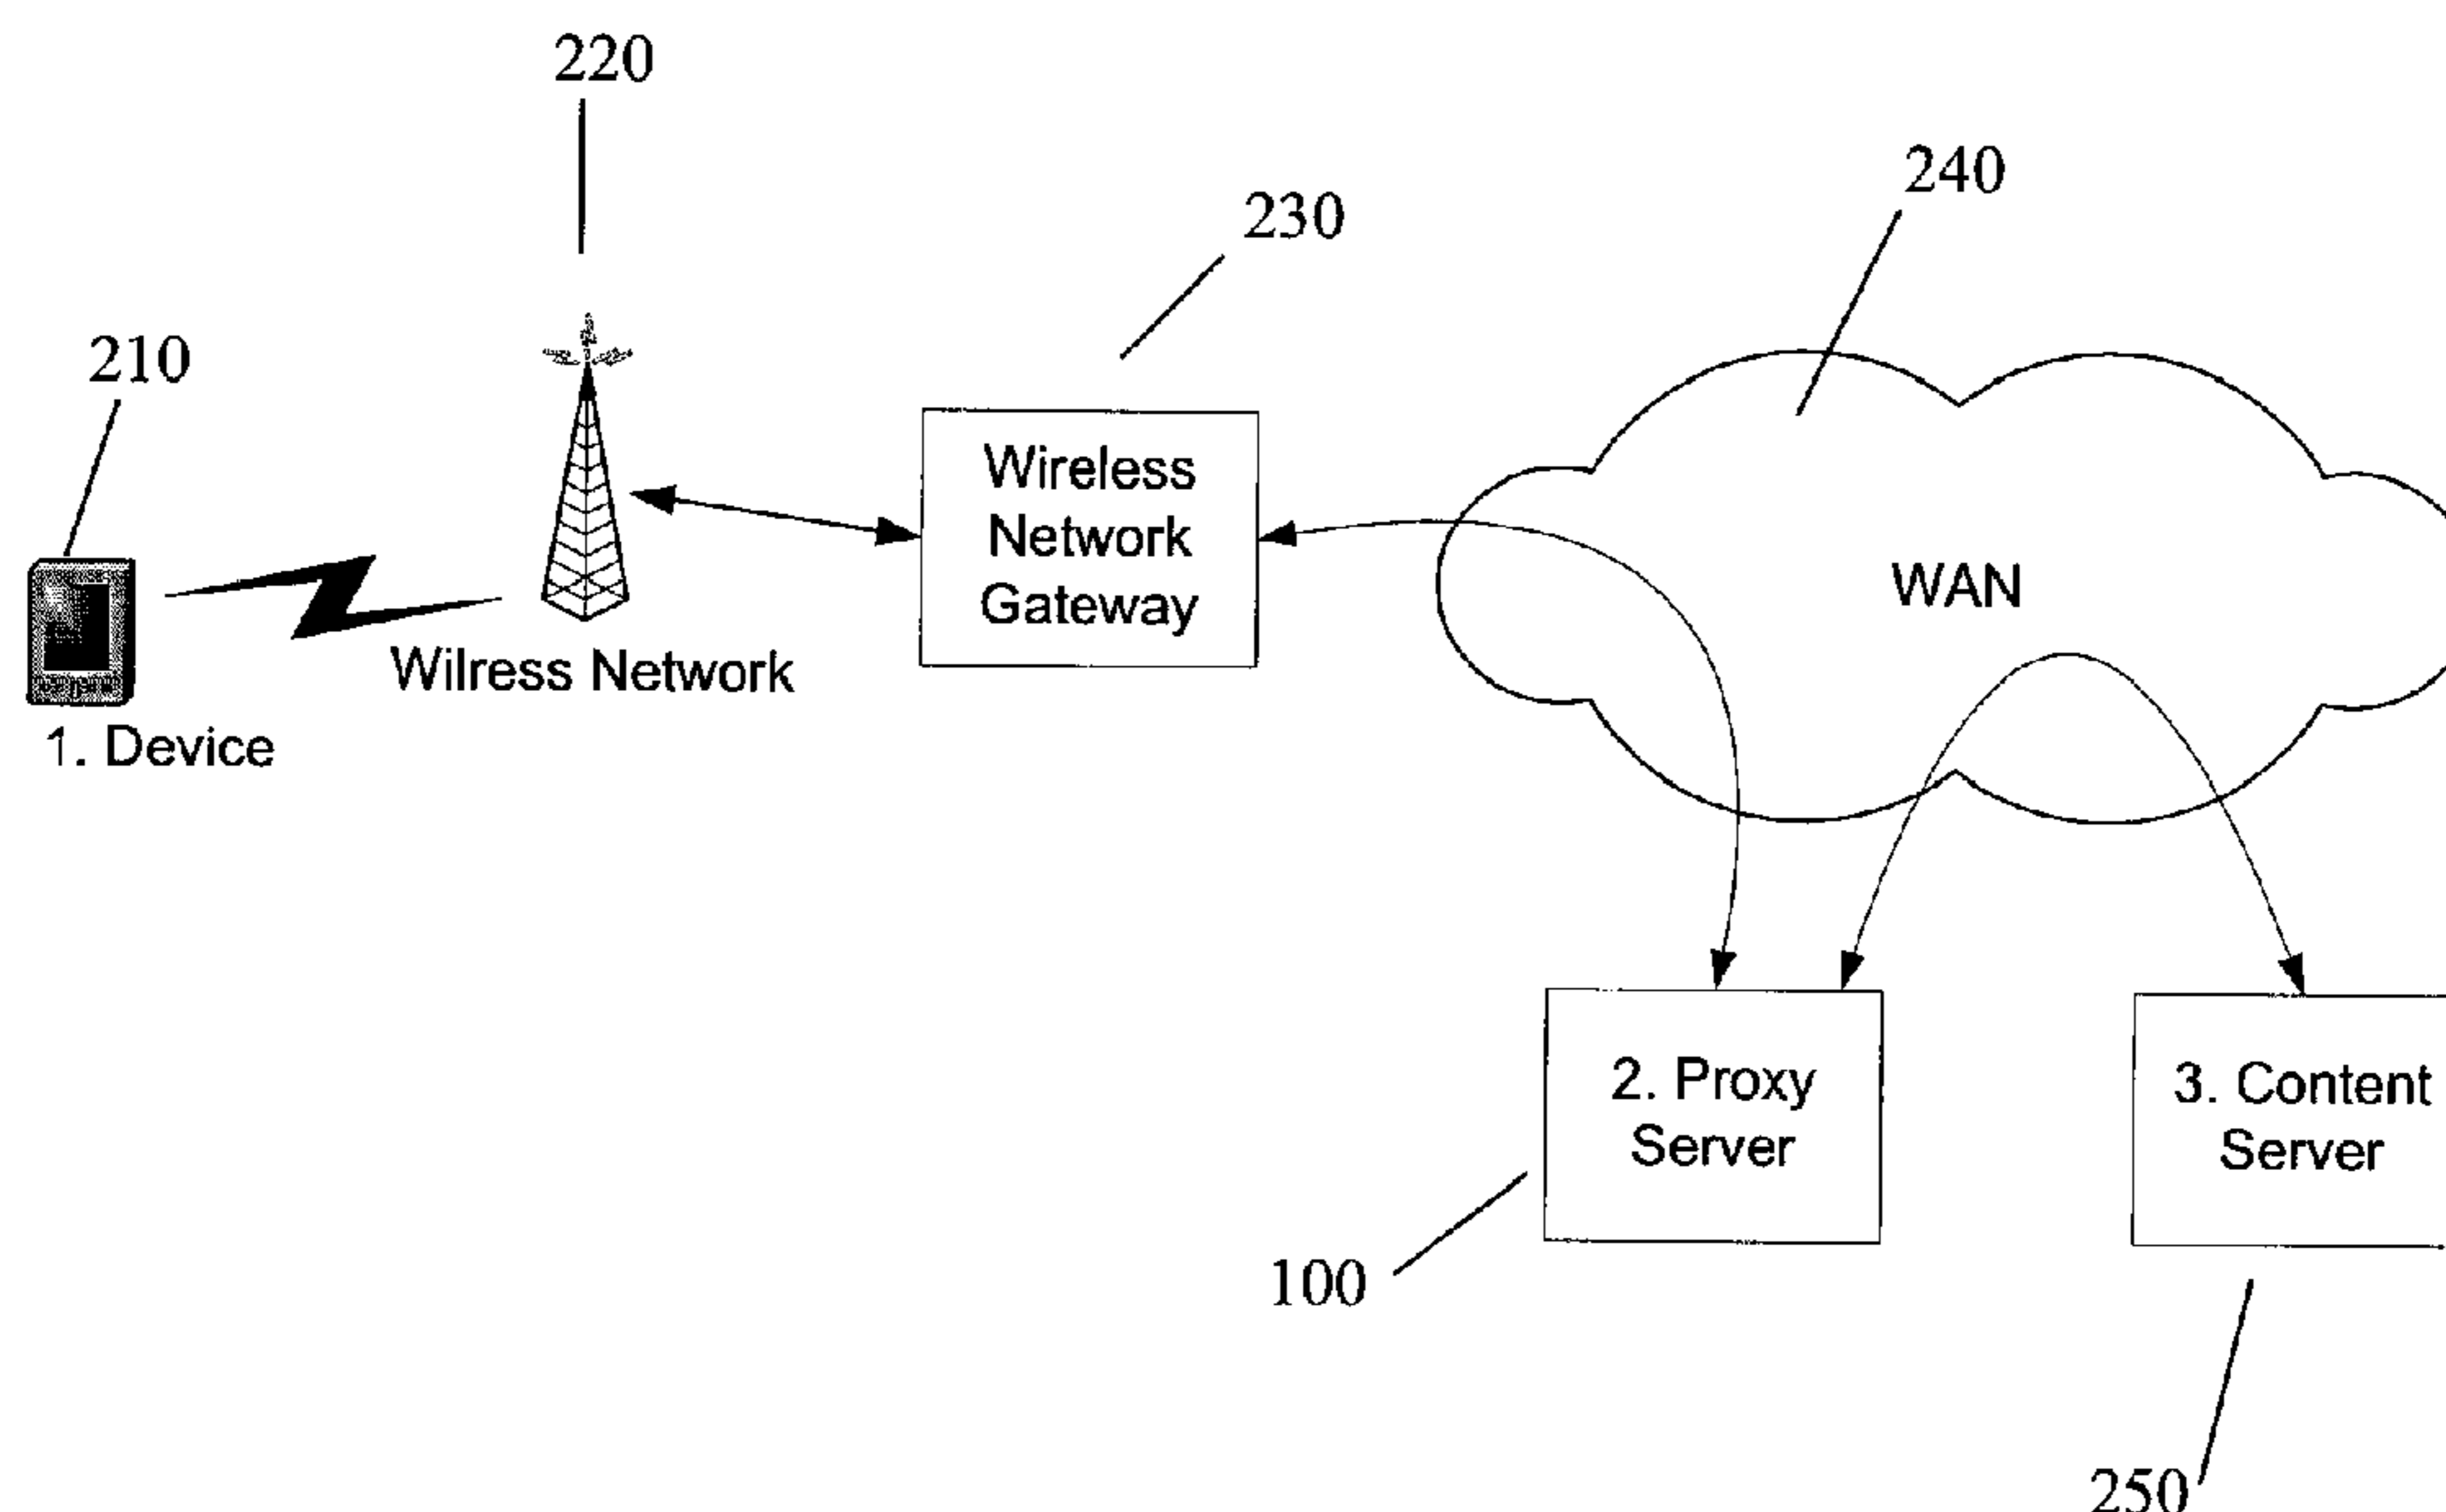 220
240
230
210
Wireless
Network
Gateway
WAN
Wilress Network
1. Device
2. Proxy
Server
3. Content
Server
100
250